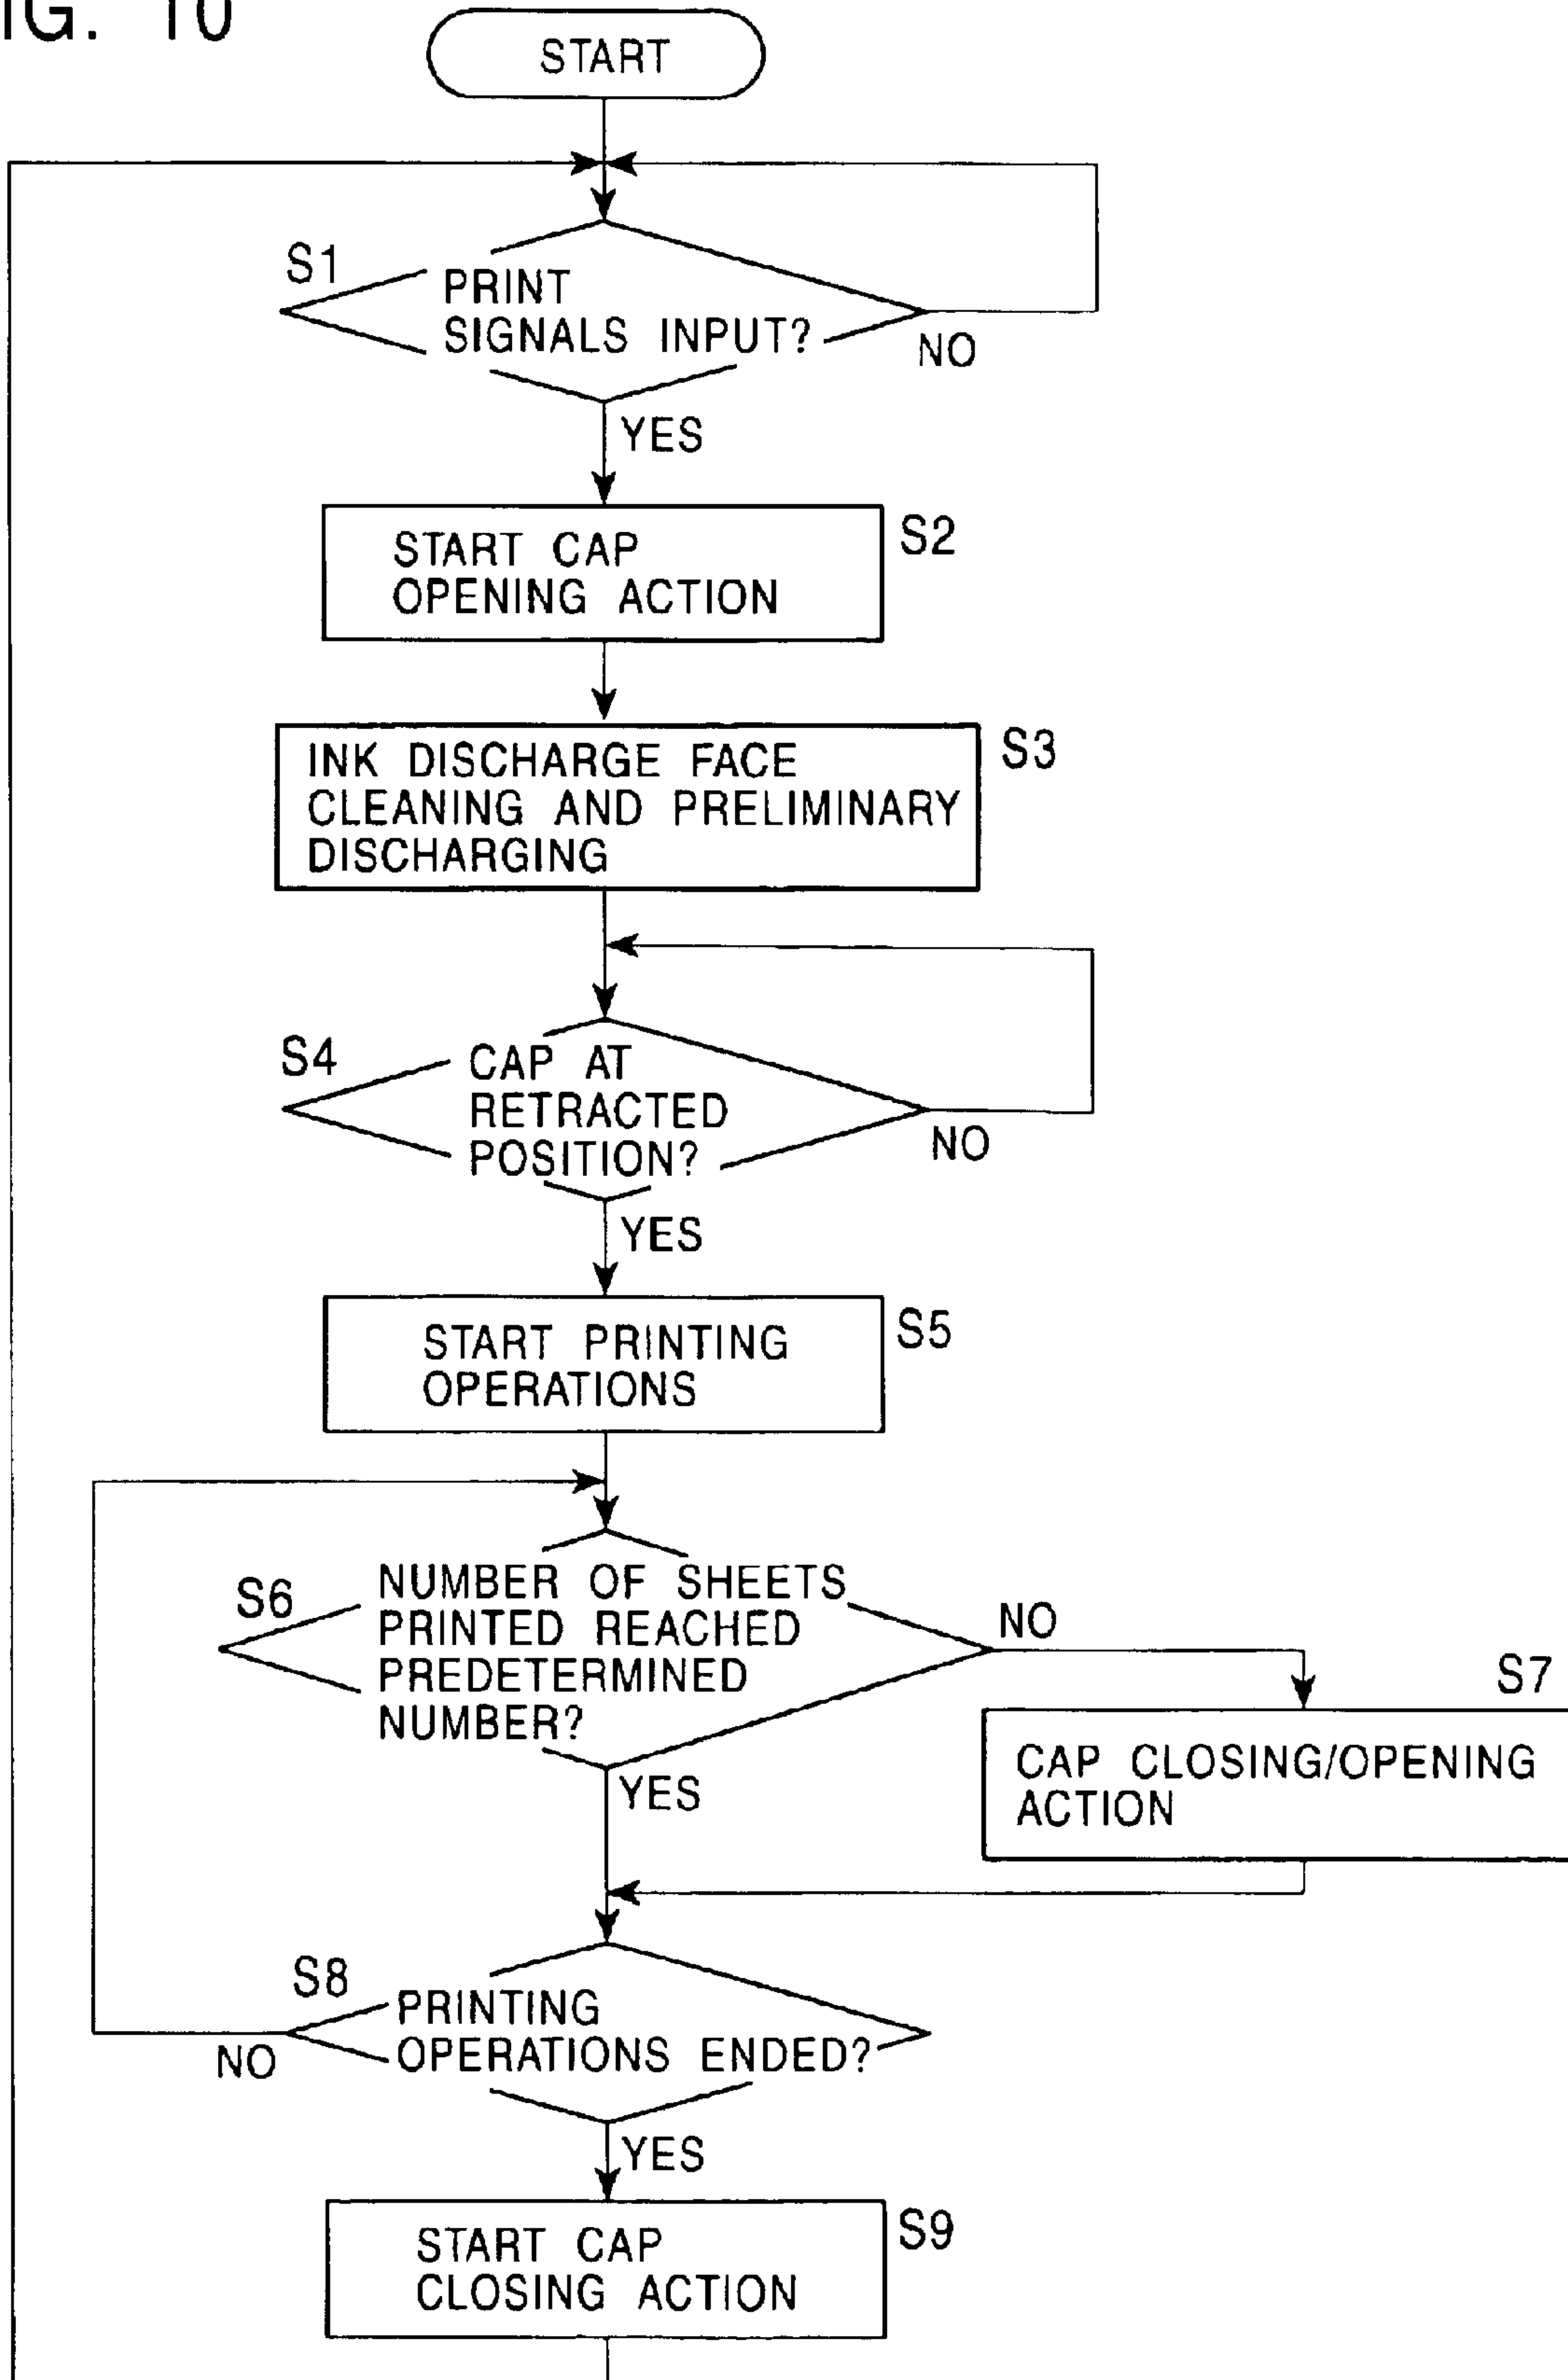 IG. 10
START
S1
PRINT
SIGNALS INPUT?
NO
YES
START CAP
OPENING ACTION
S2
INK DISCHARGE FACE
CLEANING AND PRELIMINARY
DISCHARGING
S3
S4
CAP AT
RETRACTED
POSITION?
NO
YES
START PRINTING
OPERATIONS
S5
S6
NUMBER OF SHEETS
PRINTED REACHED
PREDETERMINED
NUMBER?
NO
YES
S7
CAP CLOSING/OPENING
ACTION
S8
PRINTING
OPERATIONS ENDED?
NO
YES
START CAP
CLOSING ACTION
S9